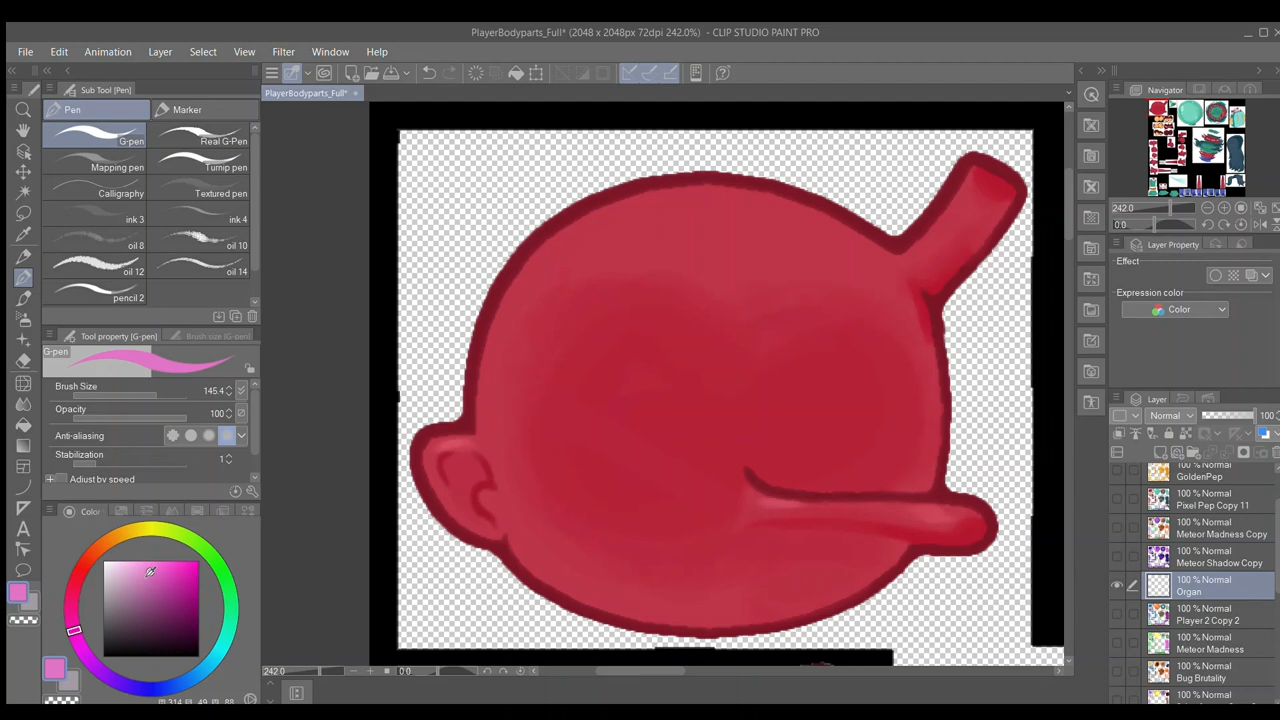 PlayerBodyparts_Full* (2048 x 2048px 72dpi 242.0%) - CLIP STUDIO PAINT PRO
File Edit Animation Layer Select View Filter Window Help
Sub Tool [Pen]
PlayerBodyparts_Full*
Navigator
Pen Marker
G-pen Real G-Pen
Mapping pen Turnip pen
Calligraphy Textured pen
ink 3 ink 4
oil 8 oil 10
oil 12 oil 14
pencil 2
242.0
0.0
Layer Property
Effect
Expression color
Color
Tool property [G-pen] Brush size [G-pen]
G-pen
Brush Size 145.4
Opacity 100
Anti-aliasing
Stabilization 1
Adjust by speed
Color
Layer
Normal 100
100 % Normal
GoldenPep
100 % Normal
Pixel Pep Copy 11
100 % Normal
Meteor Madness Copy
100 % Normal
Meteor Shadow Copy
100 % Normal
Organ
100 % Normal
Player 2 Copy 2
100 % Normal
Meteor Madness
100 % Normal
Bug Brutality
100 % Normal
242.0 0.0
314 49 88